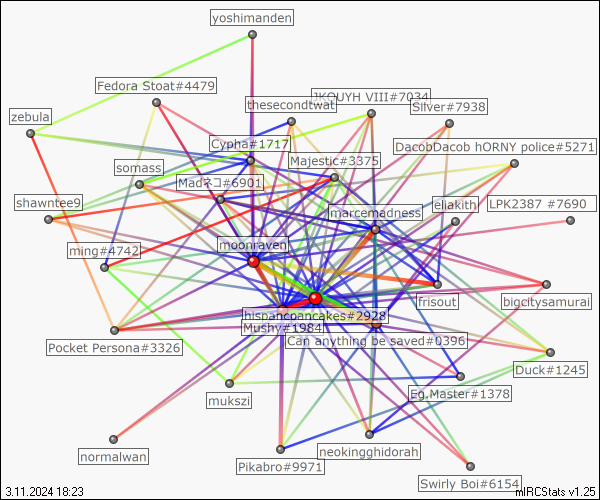 yoshimanden
Fedora Stoat#4479
JKOUYH VIII#7034
thesecondtwat
Silver#7938
zebula
Cypha#1717
DacobDacob hORNY police#5271
somass
Majestic#3375
Madネコ#6901
shawntee9
marcemadness
eliakith
LPK2387 #7690
ming#4742
moonraven
frisout
bigcitysamurai
hispancpancakes#2928
Mushy#1984
Can anything be saved#0396
Pocket Persona#3326
Duck#1245
mukszi
Eg.Master#1378
normalwan
neokingghidorah
Pikabro#9971
Swirly Boi#6154
3.11.2024 18:23
mIRCStats v1.25